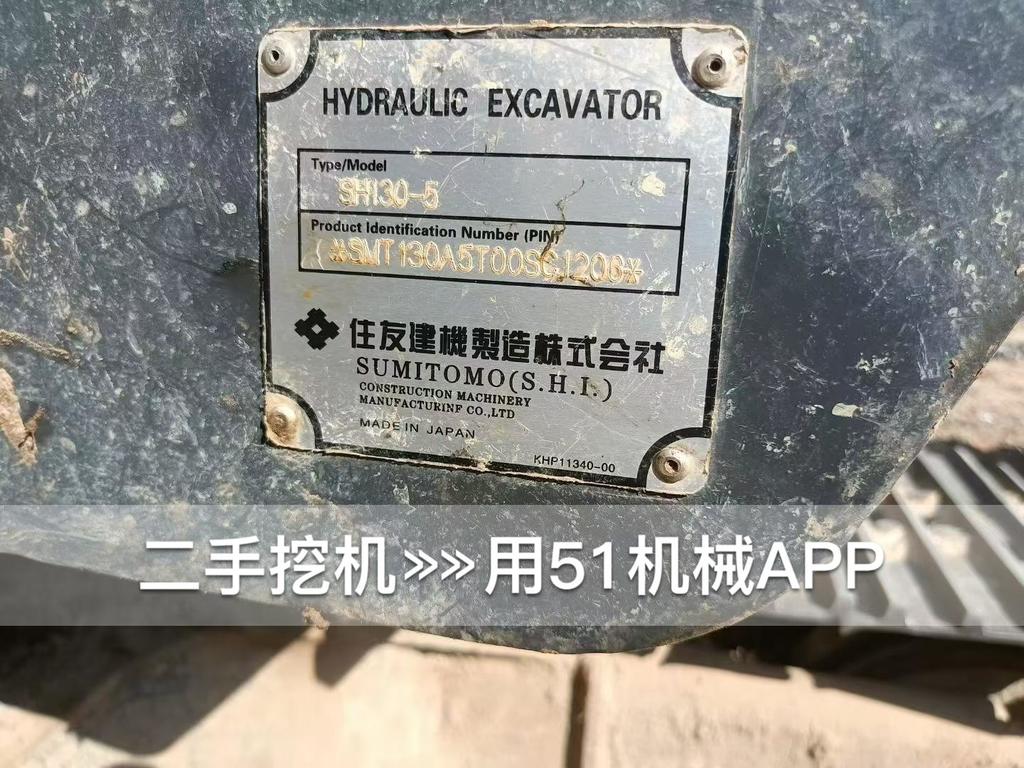 HYDRAULIC EXCAVATOR
Type/Model
SH130-5
Product Identification Number (PIN)
*SMT130A5T00SCJ1206*
住友建機製造株式会社
SUMITOMO(S.H.I.)
CONSTRUCTION MACHINERY
MANUFACTURINF CO.,LTD
MADE IN JAPAN
KHP11340-00
二手挖机»»用51机械APP